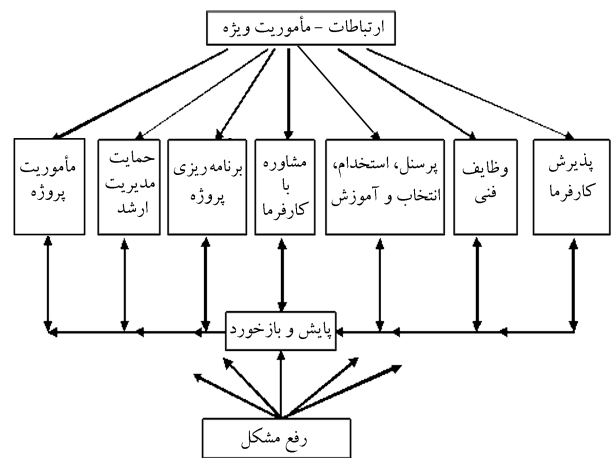 ارتباطات – مأموریت ویژه
پذیرش
کارفرما
وظایف
فنی
پرسنل، استخدام،
انتخاب و آموزش
مشاوره
با
کارفرما
برنامه‌ریزی
پروژه
حمایت
مدیریت
ارشد
مأموریت
پروژه
پایش و بازخورد
رفع مشکل